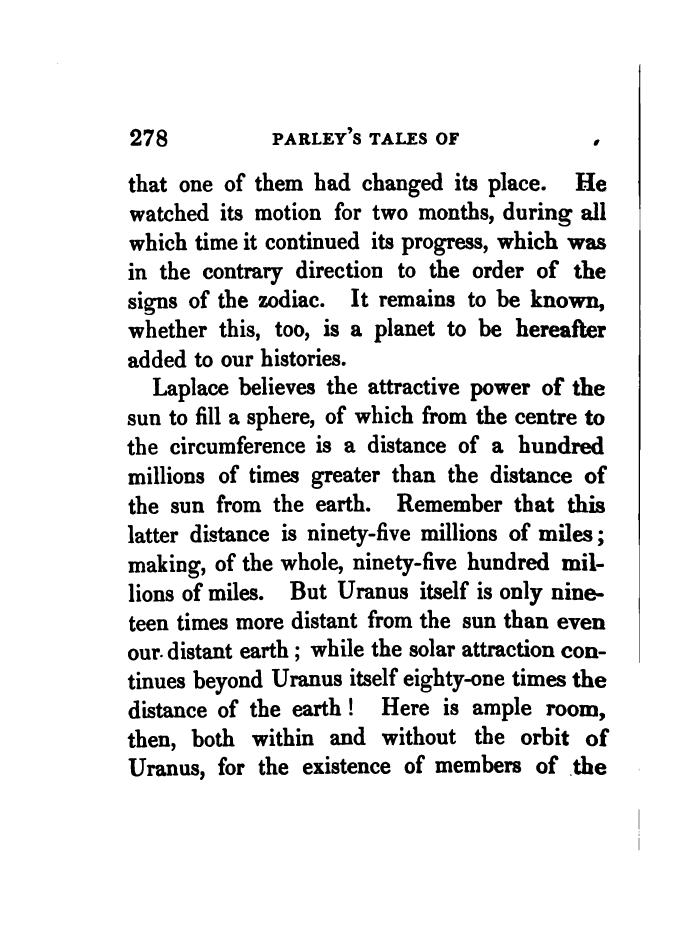 278 PARLEY'S TALES OF
that one of them had changed its place. He
watched its motion for two months, during all
which time it continued its progress, which was
in the contrary direction to the order of the
signs of the zodiac. It remains to be known,
whether this, too, is a planet to be hereafter
added to our histories.
Laplace believes the attractive power of the
sun to fill a sphere, of which from the centre to
the circumference is a distance of a hundred
millions of times greater than the distance of
the sun from the earth. Remember that this
latter distance is ninety-five millions of miles;
making, of the whole, ninety-five hundred mil-
lions of miles. But Uranus itself is only nine-
teen times more distant from the sun than even
our distant earth; while the solar attraction con-
tinues beyond Uranus itself eighty-one times the
distance of the earth! Here is ample room,
then, both within and without the orbit of
Uranus, for the existence of members of the